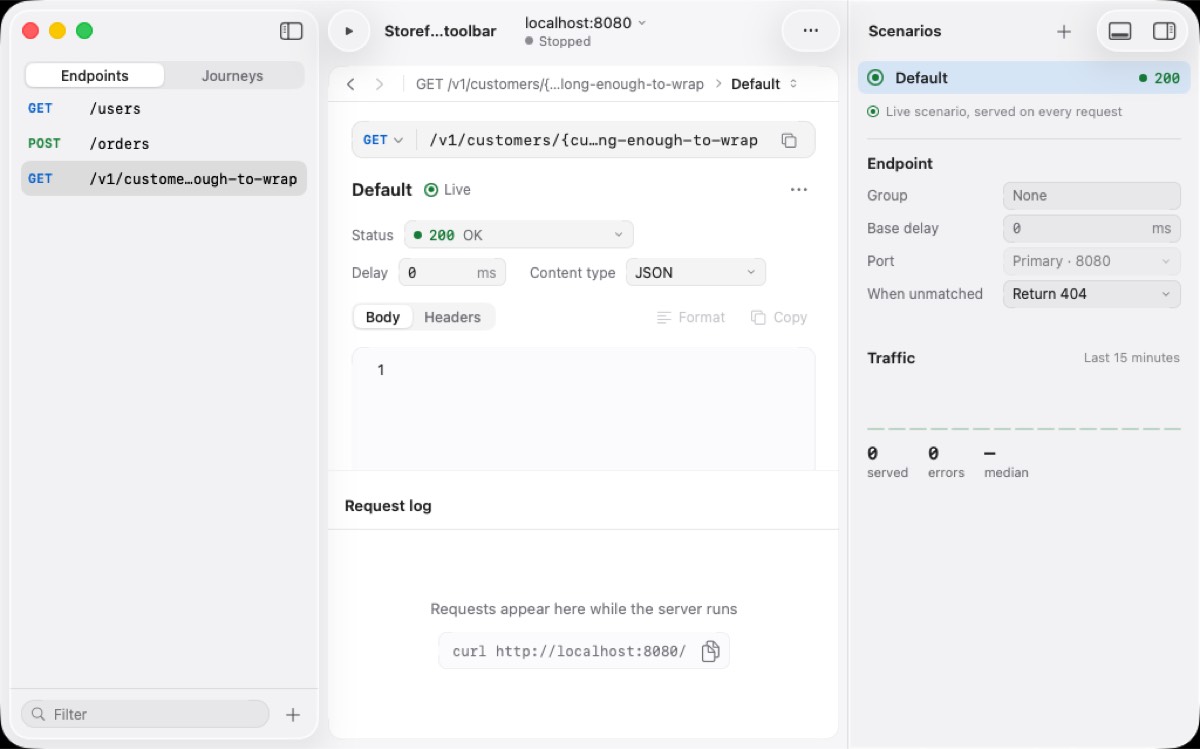 Endpoints
Journeys
GET /users
POST /orders
GET /v1/custome…ough-to-wrap
Filter
Storef...toolbar
localhost:8080
Stopped
GET /v1/customers/{...long-enough-to-wrap
Default
GET
/v1/customers/{cu…ng-enough-to-wrap
Default
Live
Status
200 OK
Delay
0 ms
Content type
JSON
Body
Headers
Format
Copy
1
Request log
Requests appear here while the server runs
curl http://localhost:8080/
Scenarios
Default
200
Live scenario, served on every request
Endpoint
Group
None
Base delay
0 ms
Port
Primary · 8080
When unmatched
Return 404
Traffic
Last 15 minutes
0 0 –
served errors median